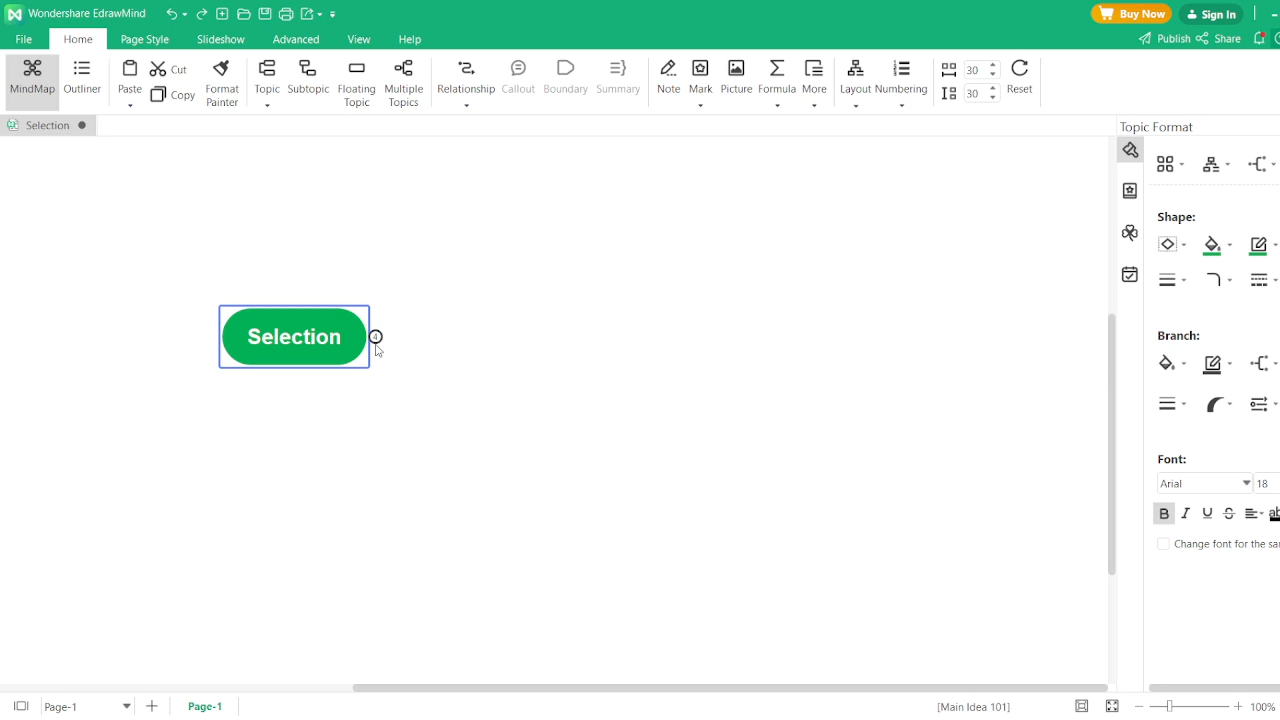 Wondershare EdrawMind
Buy Now
Sign In
File Home Page Style Slideshow Advanced View Help
Publish Share
MindMap Outliner Paste Cut Copy Format Painter Topic Subtopic Floating Topic Multiple Topics Relationship Callout Boundary Summary Note Mark Picture Formula More Layout Numbering 30 30 Reset
Selection
Topic Format
Shape:
Selection 4
Branch:
Font:
Arial 18
B I U S ab
Change font for the sa
Page-1
Page-1
[Main Idea 101]
100%